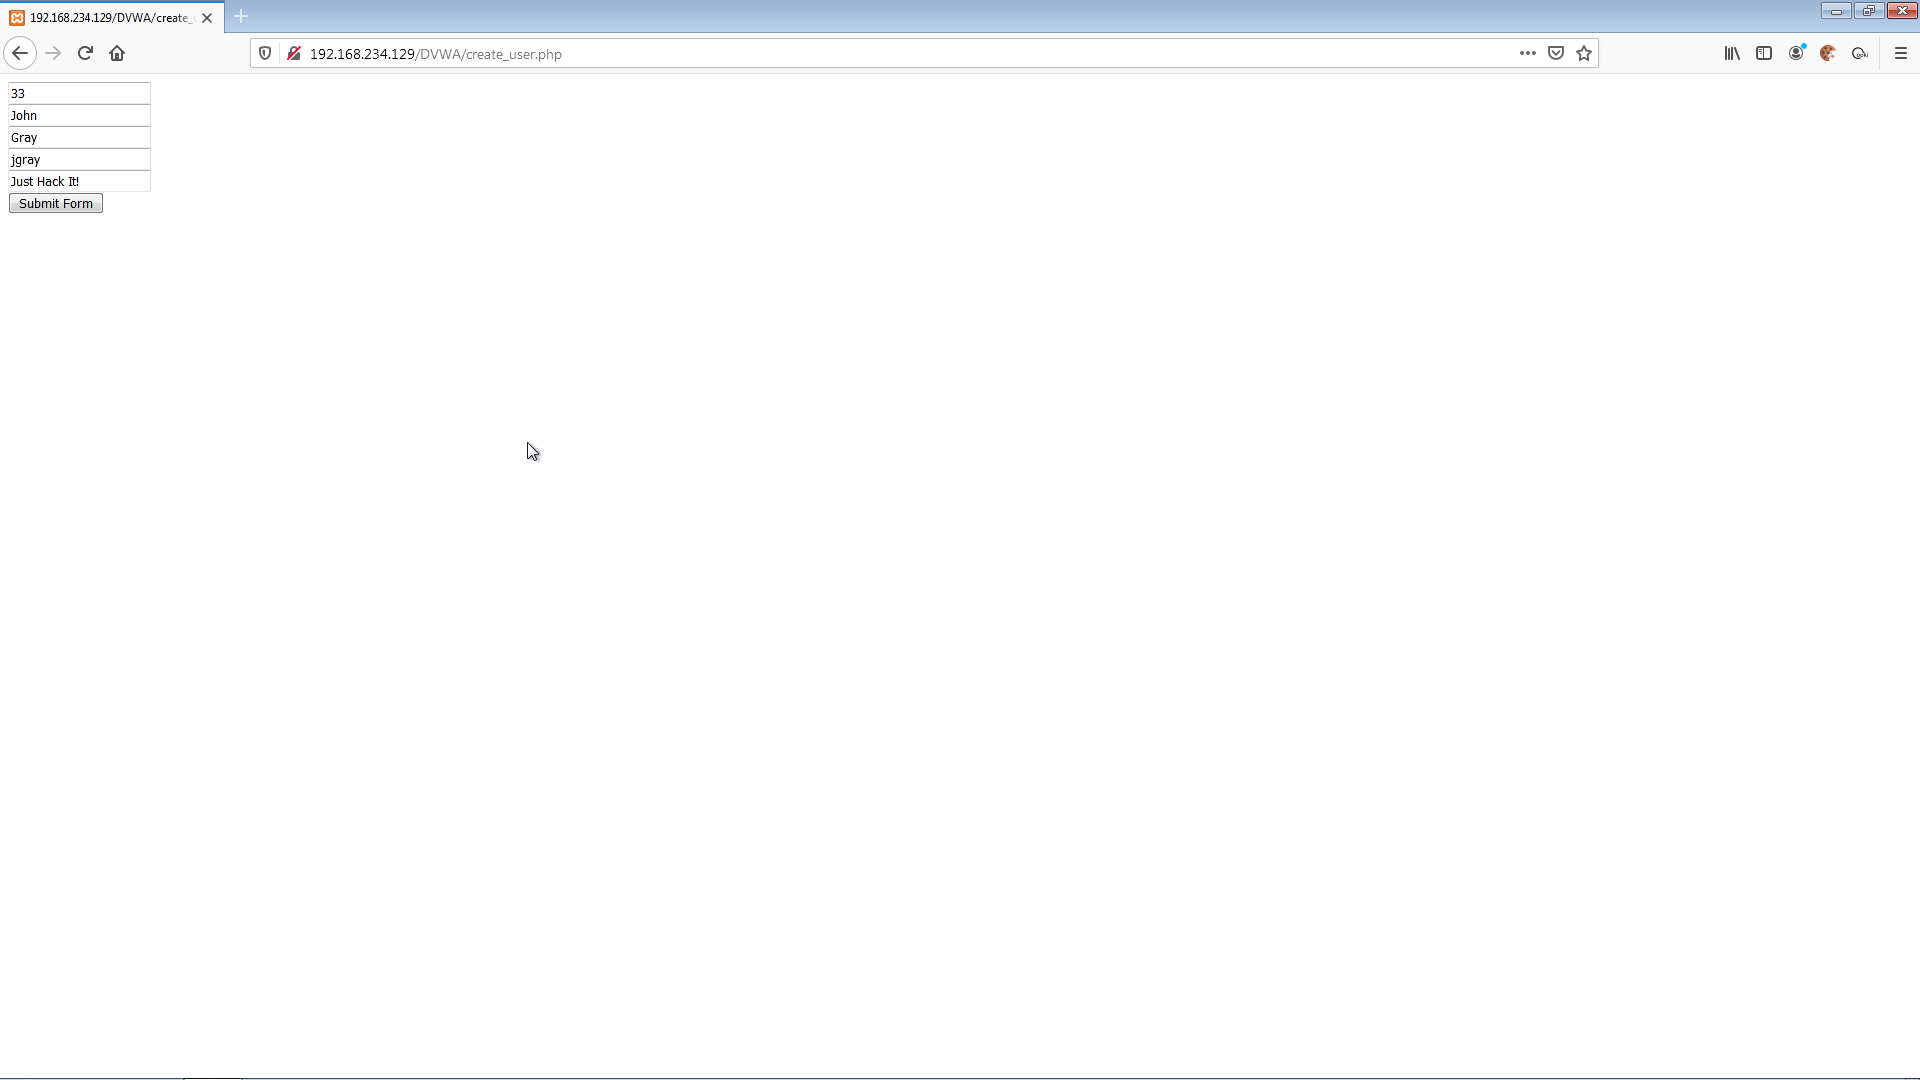 192.168.234.129/DVWA/create_
192.168.234.129/DVWA/create_user.php
33
John
Gray
jgray
Just Hack It!
Submit Form